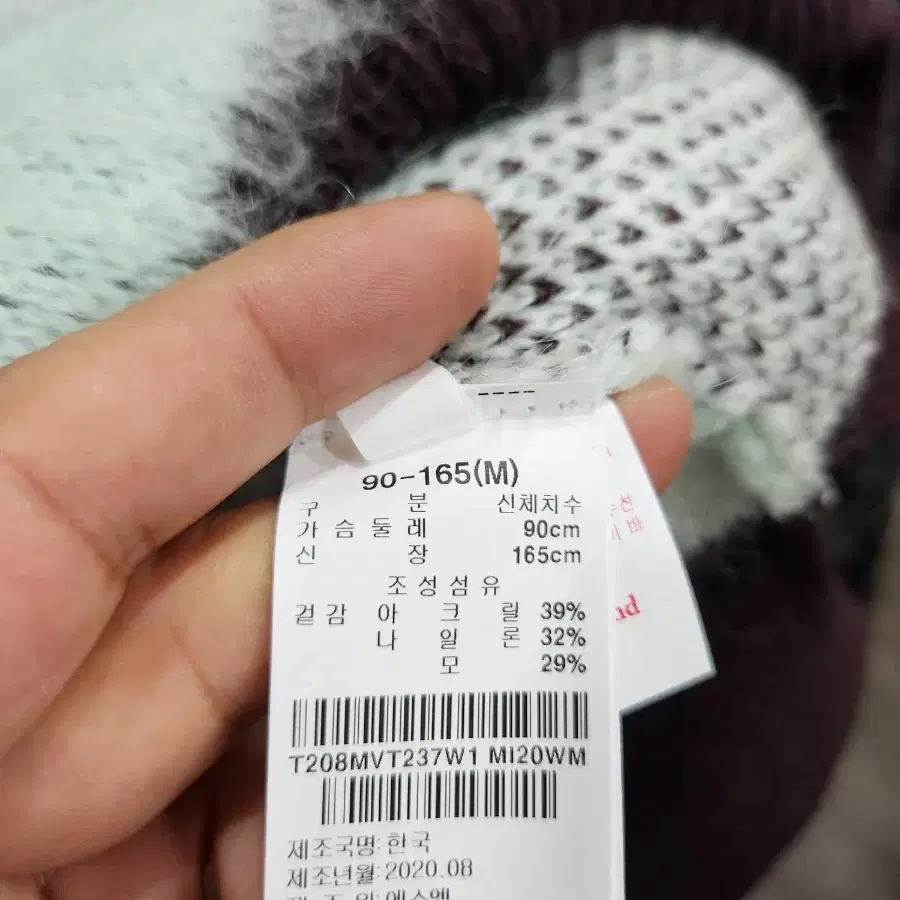 90-165(M)
구 분 신체치수
가 슴 둘 레 90cm
신 장 165cm
조 성 섬 유
겉 감 아 크 릴 39%
나 일 론 32%
모 29%
T208MVT237W1 MI20WM
제조국명: 한국
제조년월: 2020.08
nd